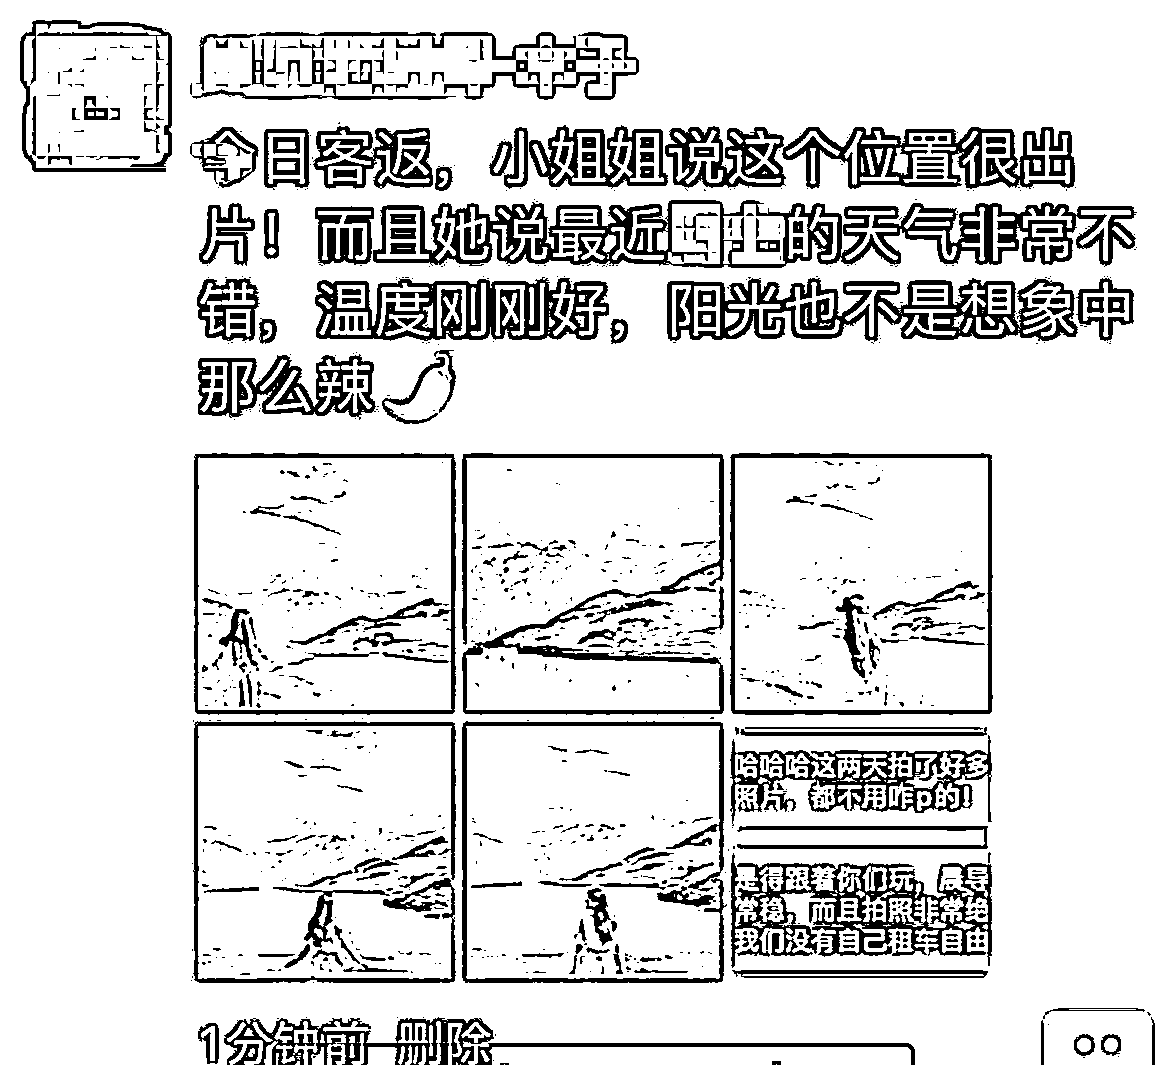 今日客返，小姐姐说这个位置很出
片！而且她说最近的天气非常不
错，温度刚刚好，阳光也不是想象中
那么辣🌶️
哈哈哈这两天拍了好多
照片，都不用咋p的！
是得跟着你们玩，晨导
常稳，而且拍照非常给
我们没有自己租车自由
1分钟前 删除